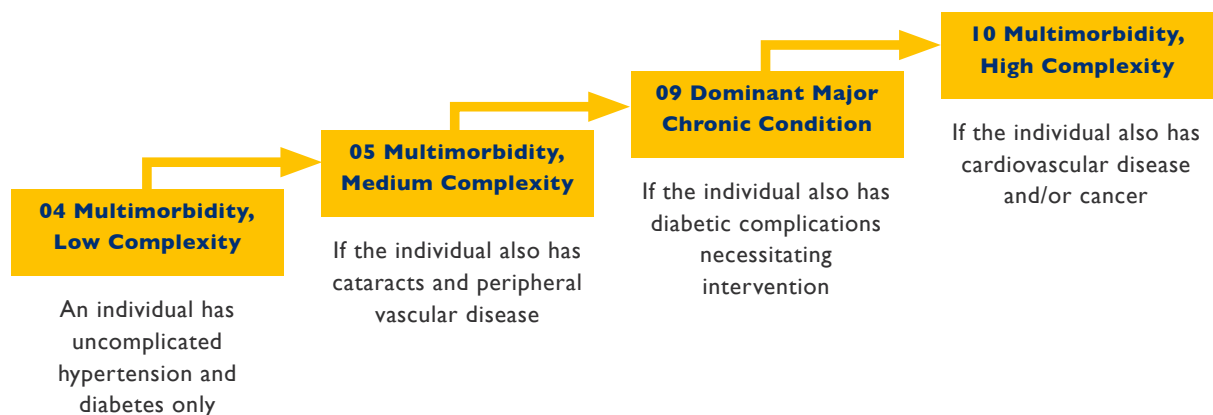 04 Multimorbidity,
Low Complexity
An individual has
uncomplicated
hypertension and
diabetes only
05 Multimorbidity,
Medium Complexity
If the individual also has
cataracts and peripheral
vascular disease
09 Dominant Major
Chronic Condition
If the individual also has
diabetic complications
necessitating
intervention
10 Multimorbidity,
High Complexity
If the individual also has
cardiovascular disease
and/or cancer